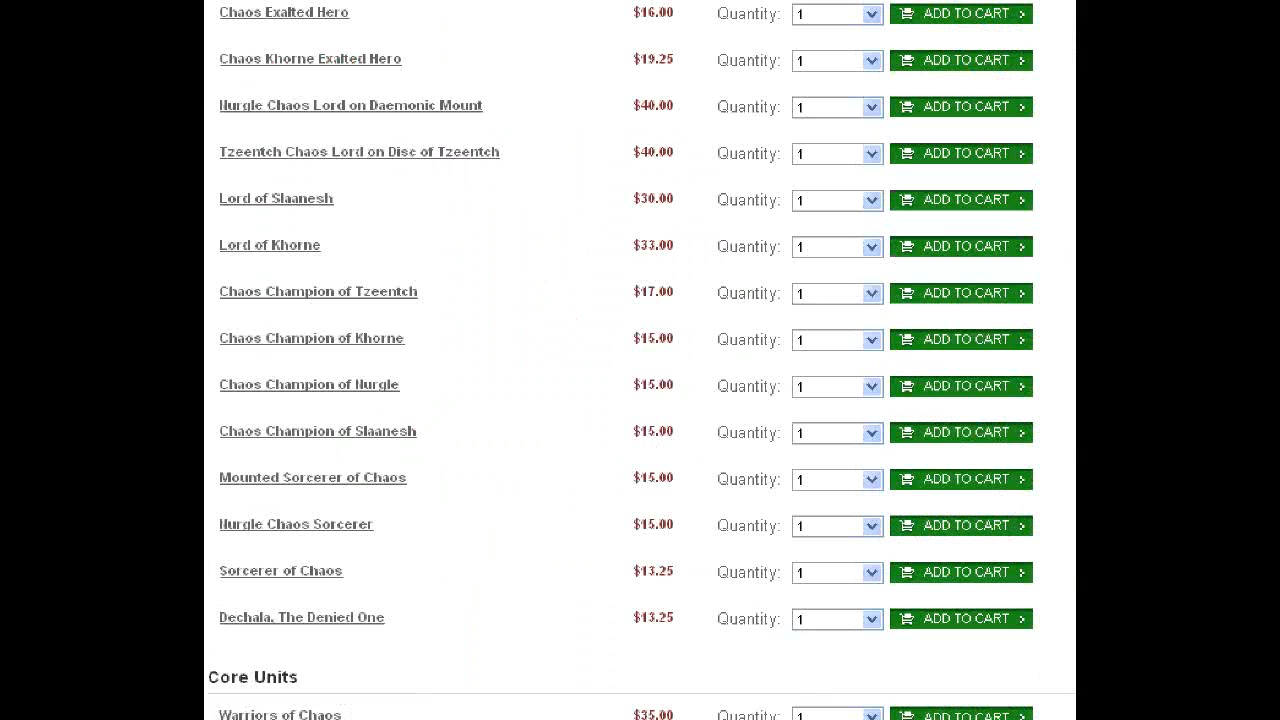 Chaos Exalted Hero $16.00 Quantity: 1 ADD TO CART
Chaos Khorne Exalted Hero $19.25 Quantity: 1 ADD TO CART
Nurgle Chaos Lord on Daemonic Mount $40.00 Quantity: 1 ADD TO CART
Tzeentch Chaos Lord on Disc of Tzeentch $40.00 Quantity: 1 ADD TO CART
Lord of Slaanesh $30.00 Quantity: 1 ADD TO CART
Lord of Khorne $33.00 Quantity: 1 ADD TO CART
Chaos Champion of Tzeentch $17.00 Quantity: 1 ADD TO CART
Chaos Champion of Khorne $15.00 Quantity: 1 ADD TO CART
Chaos Champion of Nurgle $15.00 Quantity: 1 ADD TO CART
Chaos Champion of Slaanesh $15.00 Quantity: 1 ADD TO CART
Mounted Sorcerer of Chaos $15.00 Quantity: 1 ADD TO CART
Nurgle Chaos Sorcerer $15.00 Quantity: 1 ADD TO CART
Sorcerer of Chaos $13.25 Quantity: 1 ADD TO CART
Dechala, The Denied One $13.25 Quantity: 1 ADD TO CART
Core Units
Warriors of Chaos $35.00 Quantity: 1 ADD TO CART